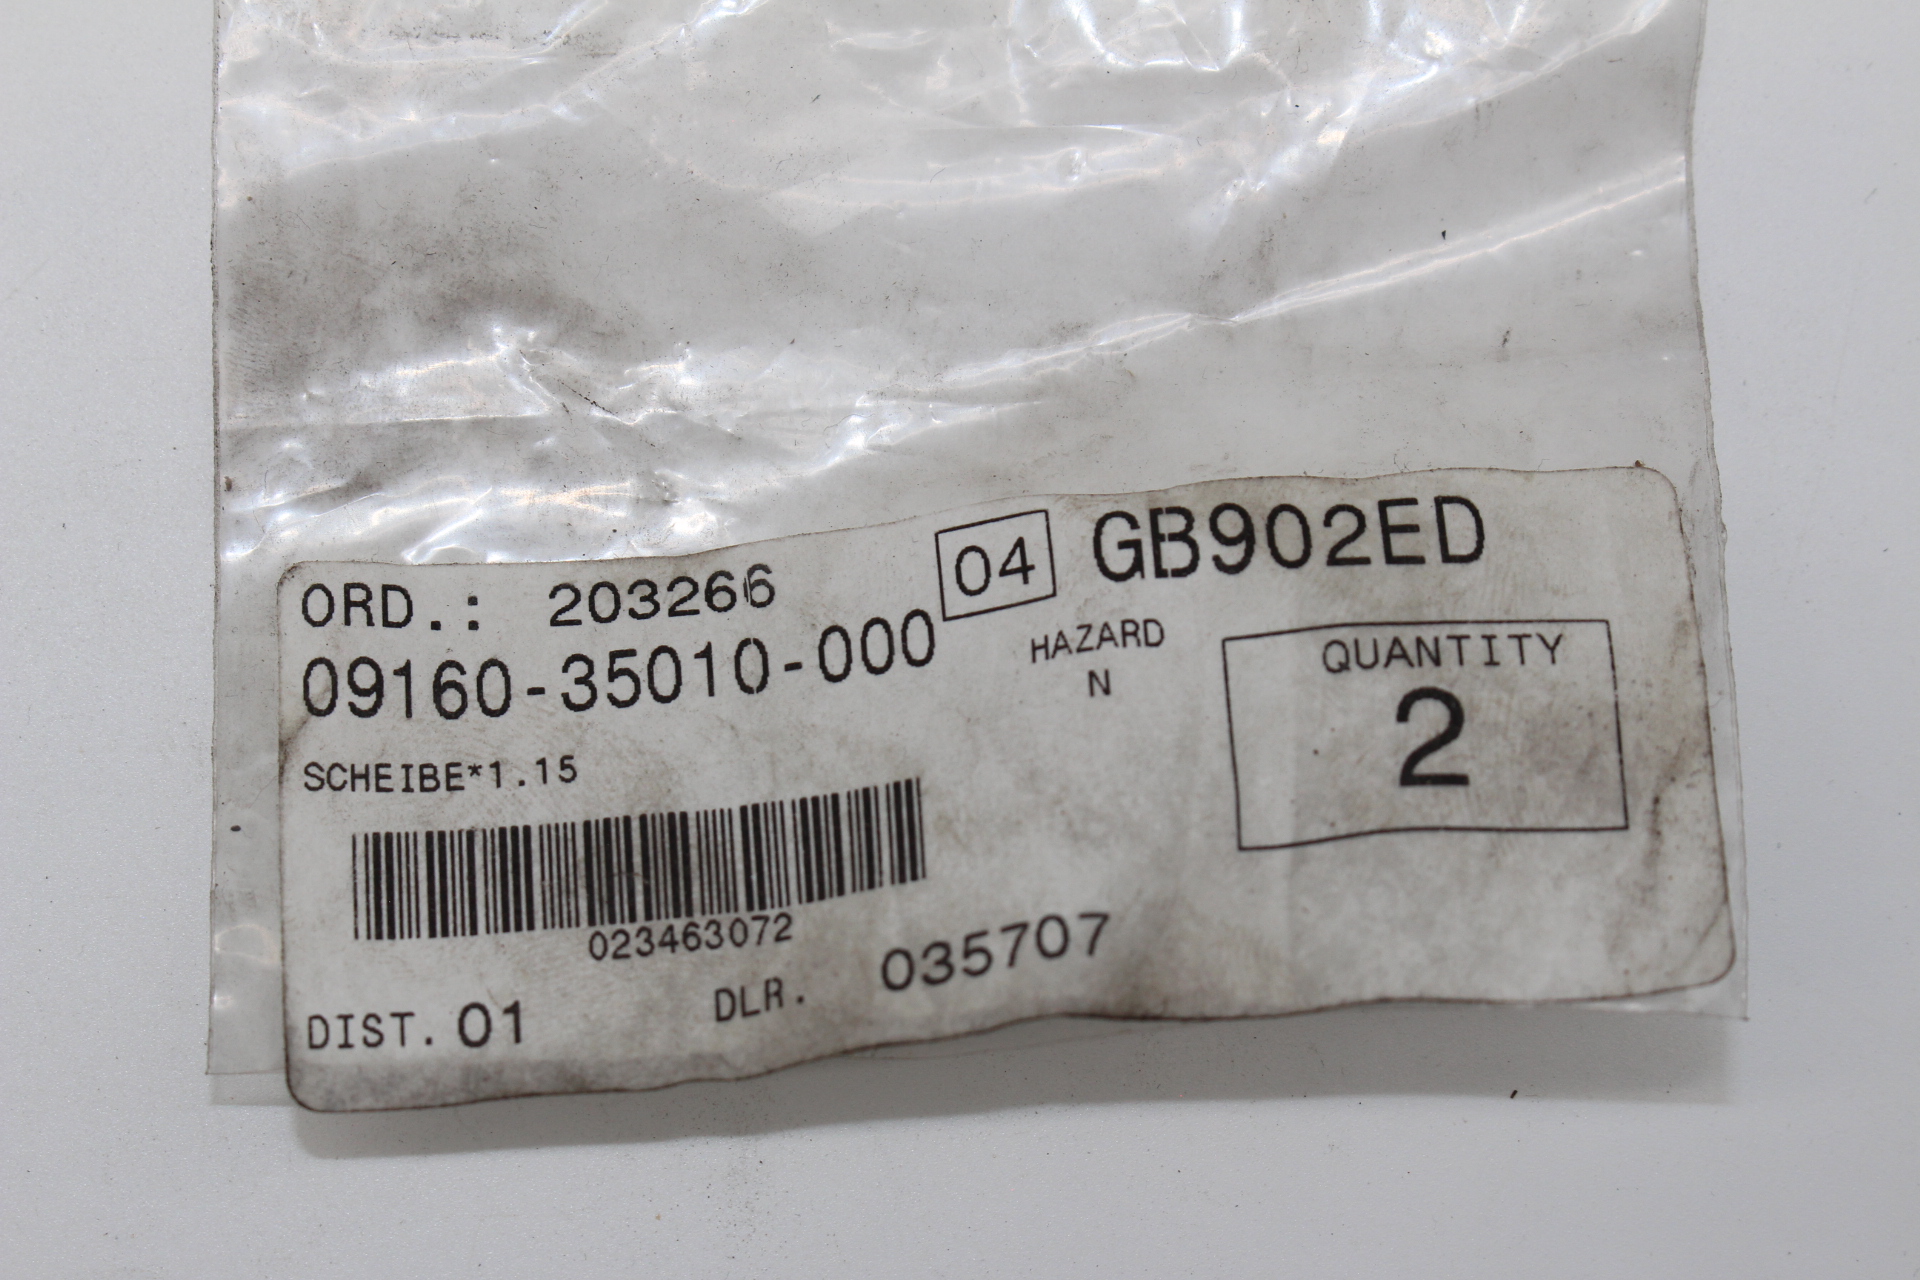 ORD.: 203266 04 GB902ED
09160-35010-000 HAZARD QUANTITY
N 2
SCHEIBE*1.15
023463072
DIST. 01 DLR. 035707